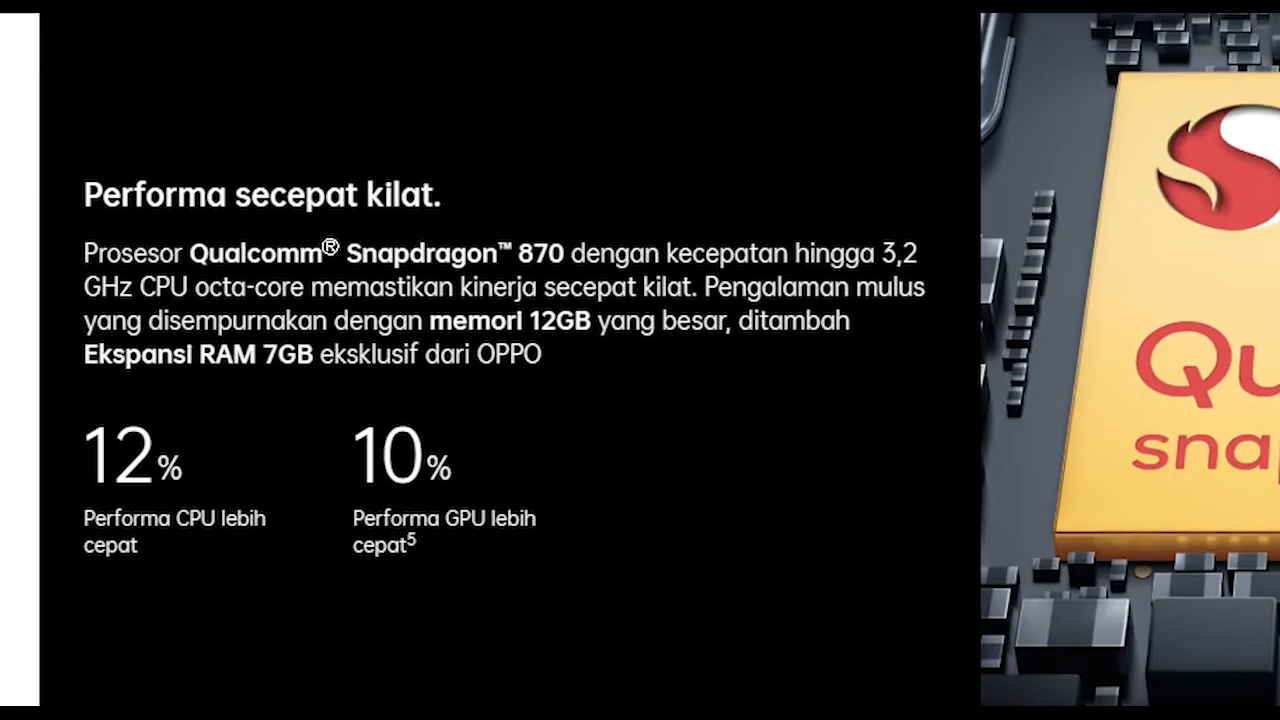 Performa secepat kilat.
Prosesor Qualcomm® Snapdragon™ 870 dengan kecepatan hingga 3,2
GHz CPU octa-core memastikan kinerja secepat kilat. Pengalaman mulus
yang disempurnakan dengan memorI 12GB yang besar, ditambah
EkspansI RAM 7GB eksklusif dari OPPO
12%
Performa CPU lebih
cepat
10%
Performa GPU lebih
cepat⁵
Qu
snap